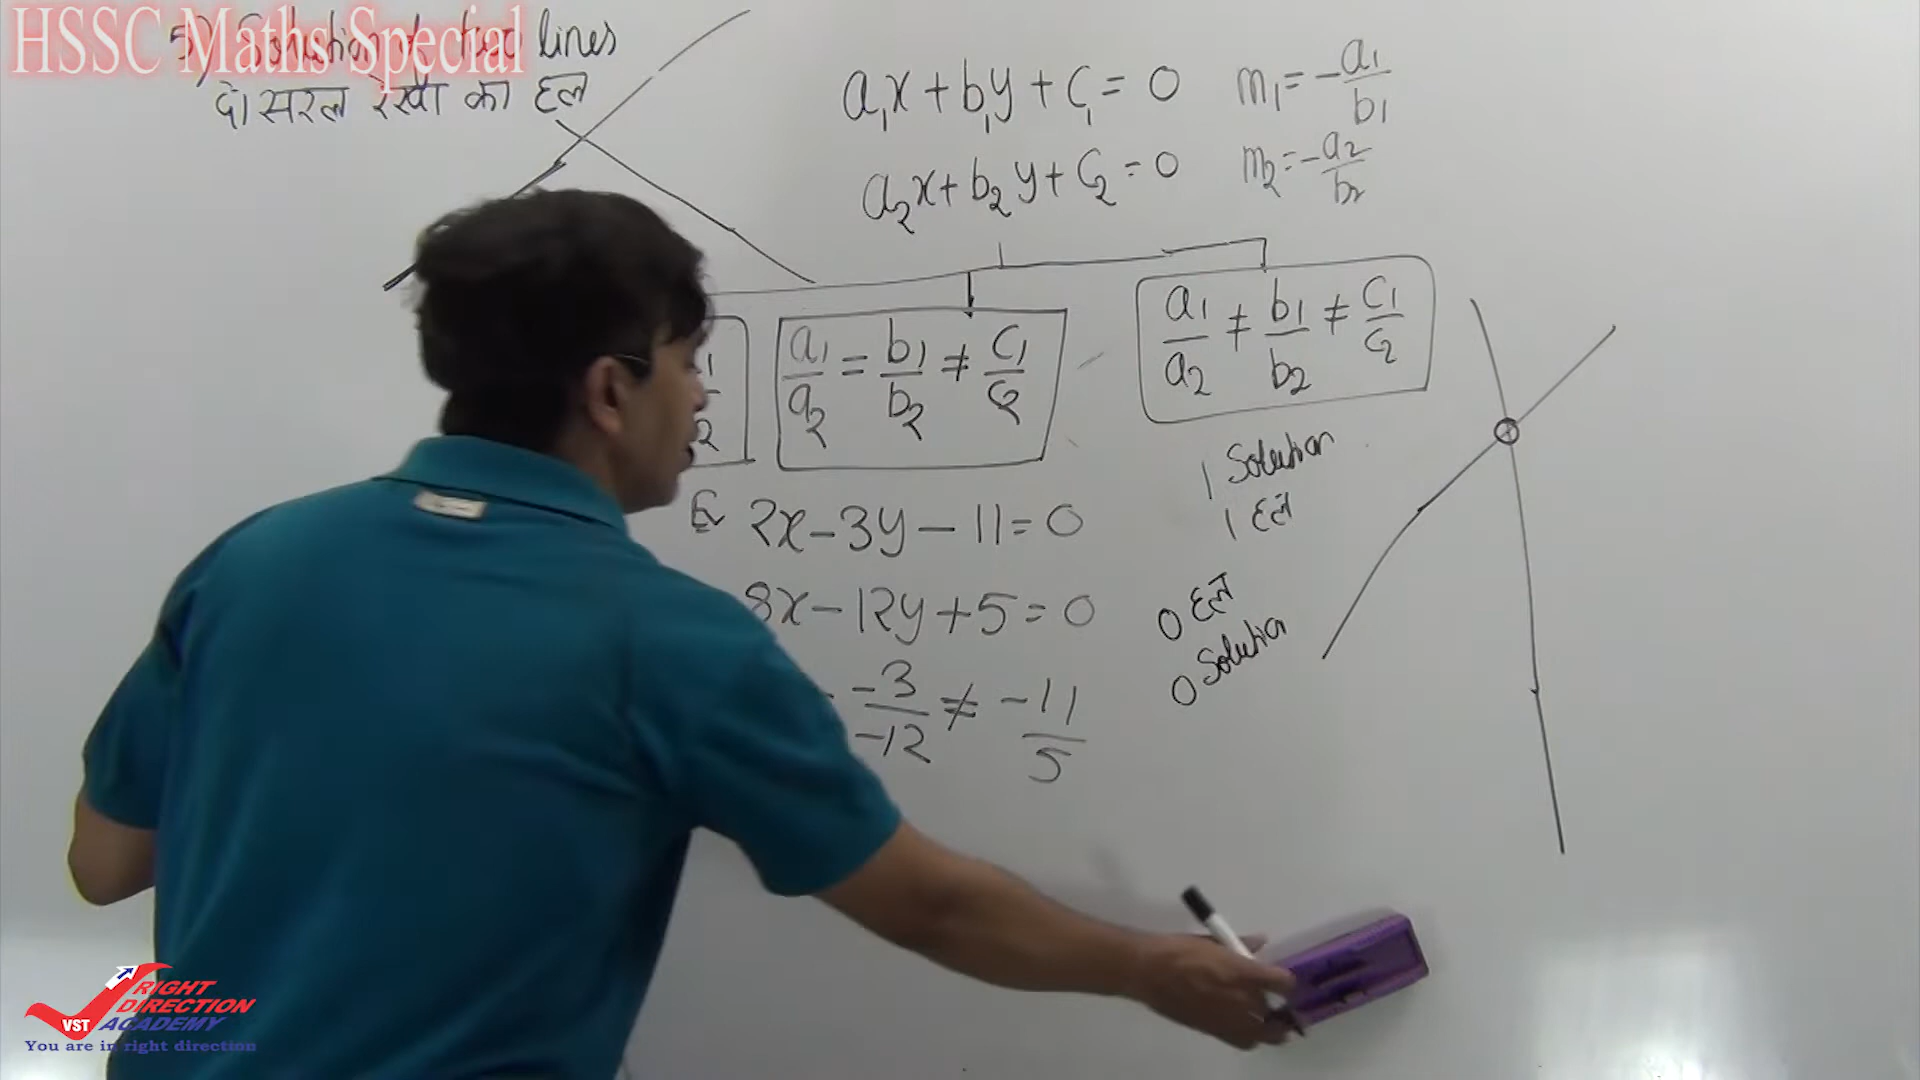 HSSC Maths Special
5) Solution of two lines
दो सरल रेखा का हल
a₁x + b₁y + c₁ = 0 m₁ = -a₁/b₁
a₂x + b₂y + c₂ = 0 m₂ = -a₂/b₂
a₁/a₂ = b₁/b₂ ≠ c₁/c₂
a₁/a₂ ≠ b₁/b₂ ≠ c₁/c₂
1 Solution
1 हल
Ex 2x - 3y - 11 = 0
8x - 12y + 5 = 0
0 हल
0 Solution
-3/-12 ≠ -11/5
RIGHT
DIRECTION
VST ACADEMY
You are in right direction